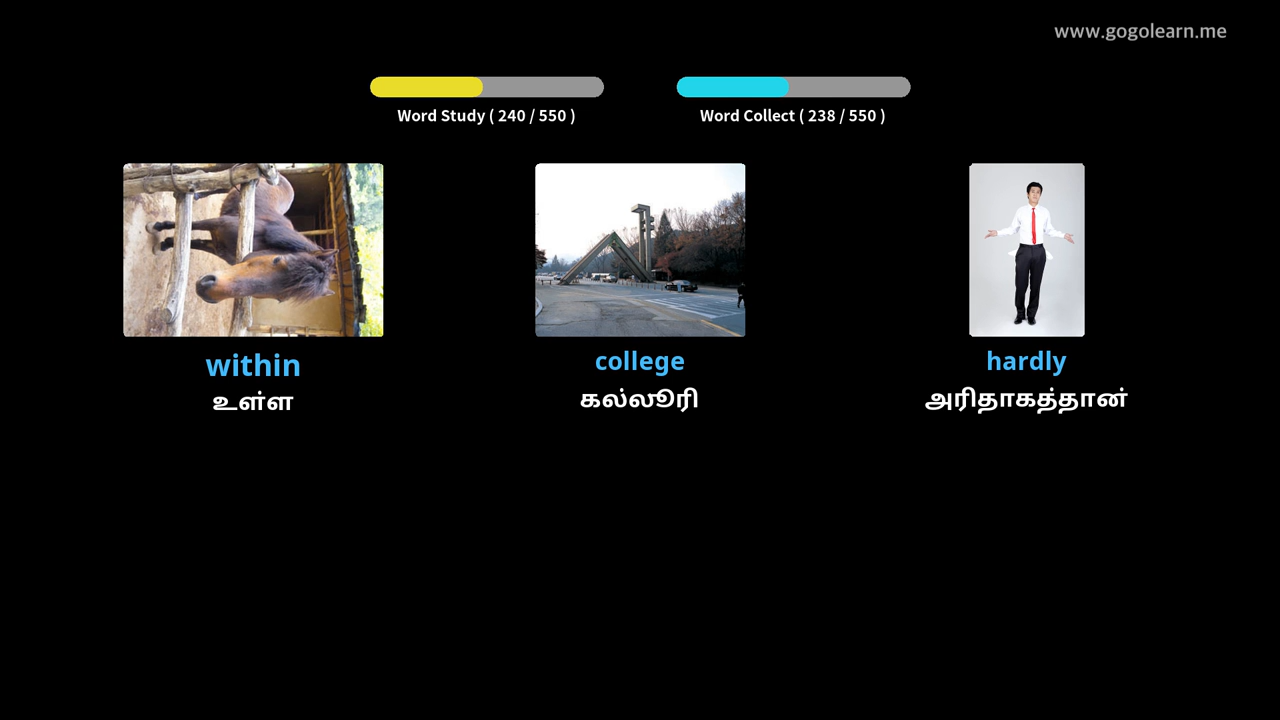 www.gogolearn.me
Word Study ( 240 / 550 )
Word Collect ( 238 / 550 )
within
உள்ள
college
கல்லூரி
hardly
அரிதாகத்தான்